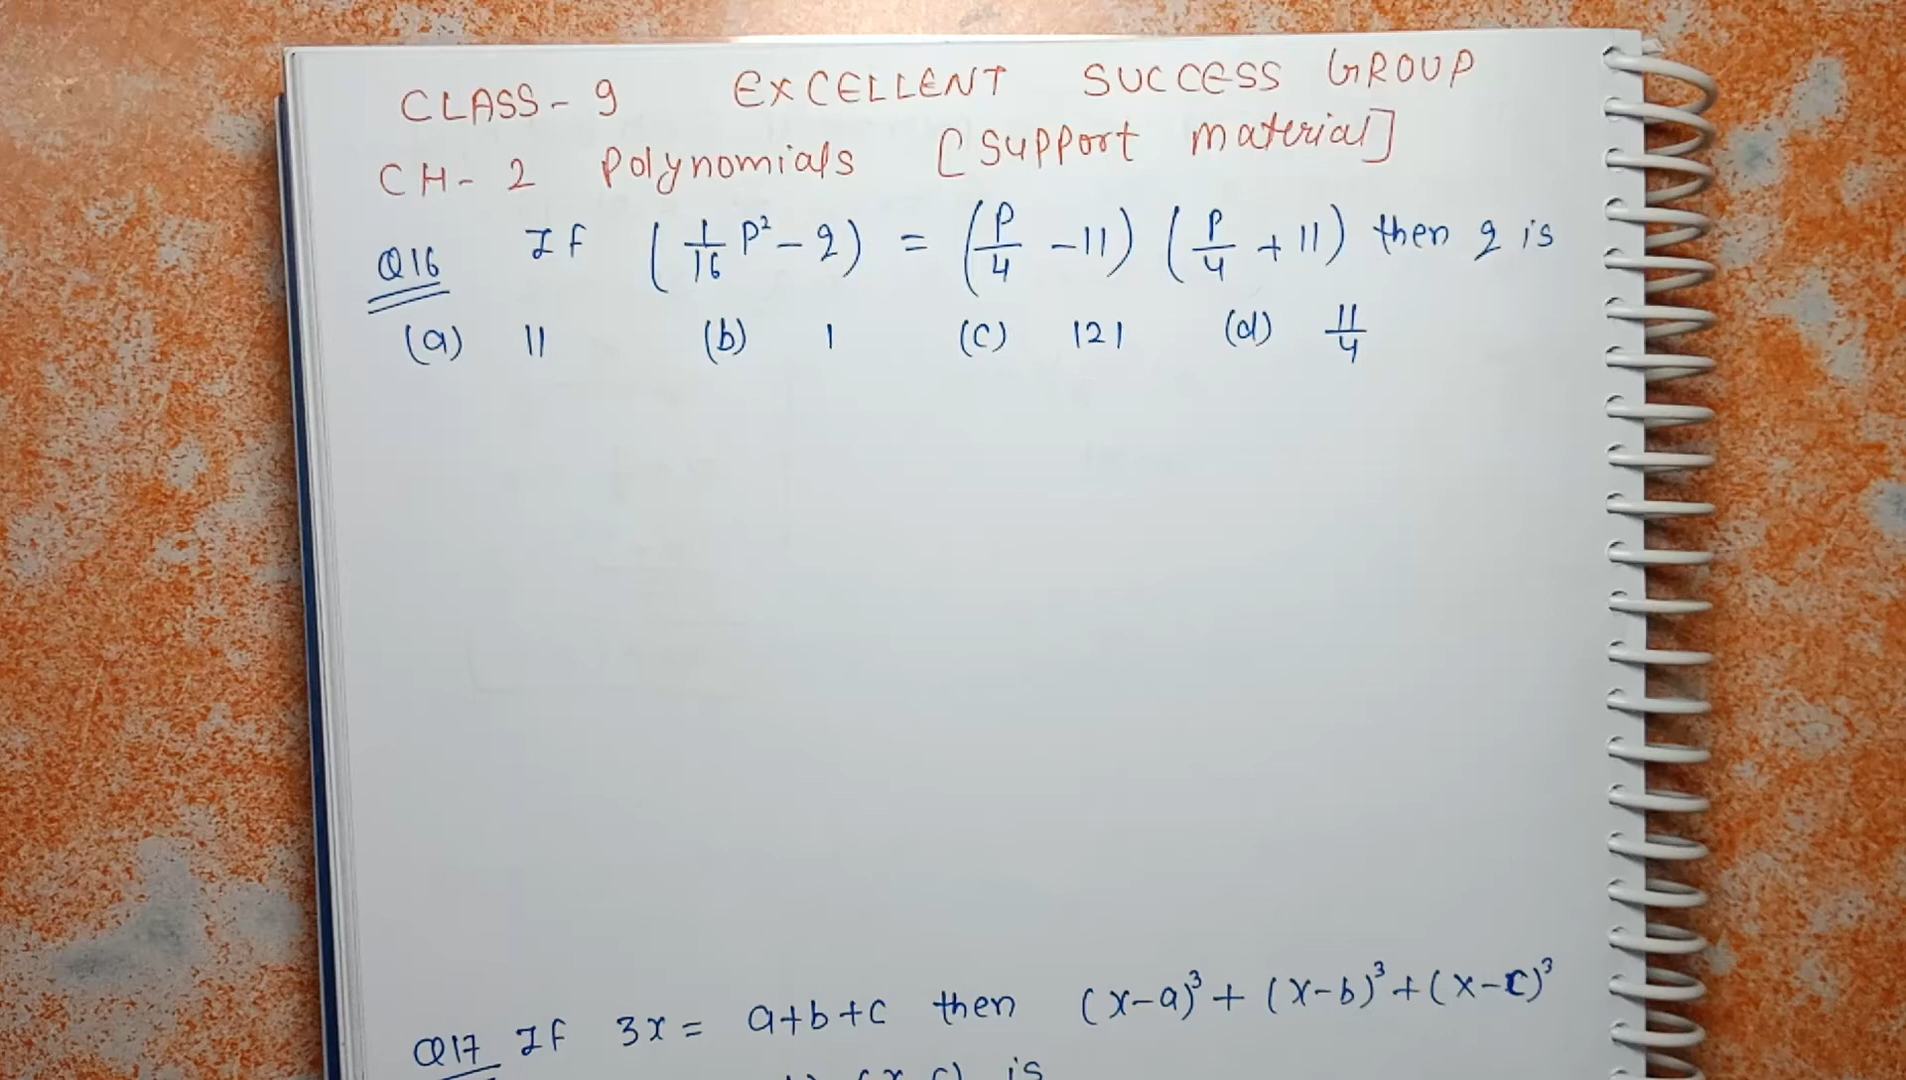 CLASS - 9 EXCELLENT SUCCESS GROUP
CH - 2 Polynomials [Support material]
Q16 If (1/16 P² - q) = (P/4 - 11) (P/4 + 11) then q is
(a) 11 (b) 1 (c) 121 (d) 11/4
Q17 If 3x = a+b+c then (x-a)³ + (x-b)³ + (x-c)³
is